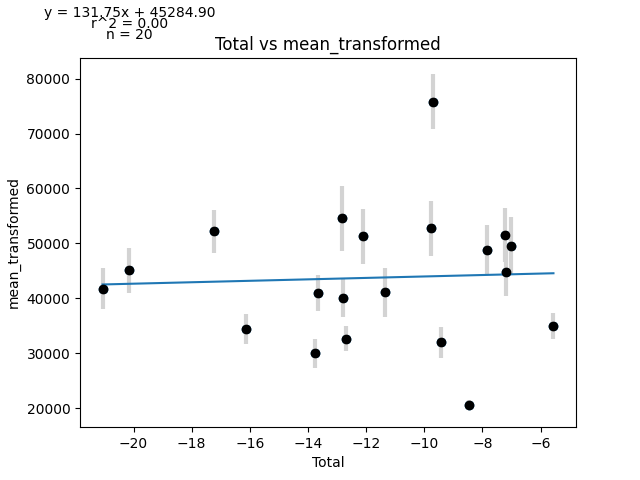 y = 131.75x + 45284.90
r^2 = 0.00
n = 20
Total vs mean_transformed
80000
70000
60000
50000
40000
30000
20000
mean_transformed
−20 −18 −16 −14 −12 −10 −8 −6
Total